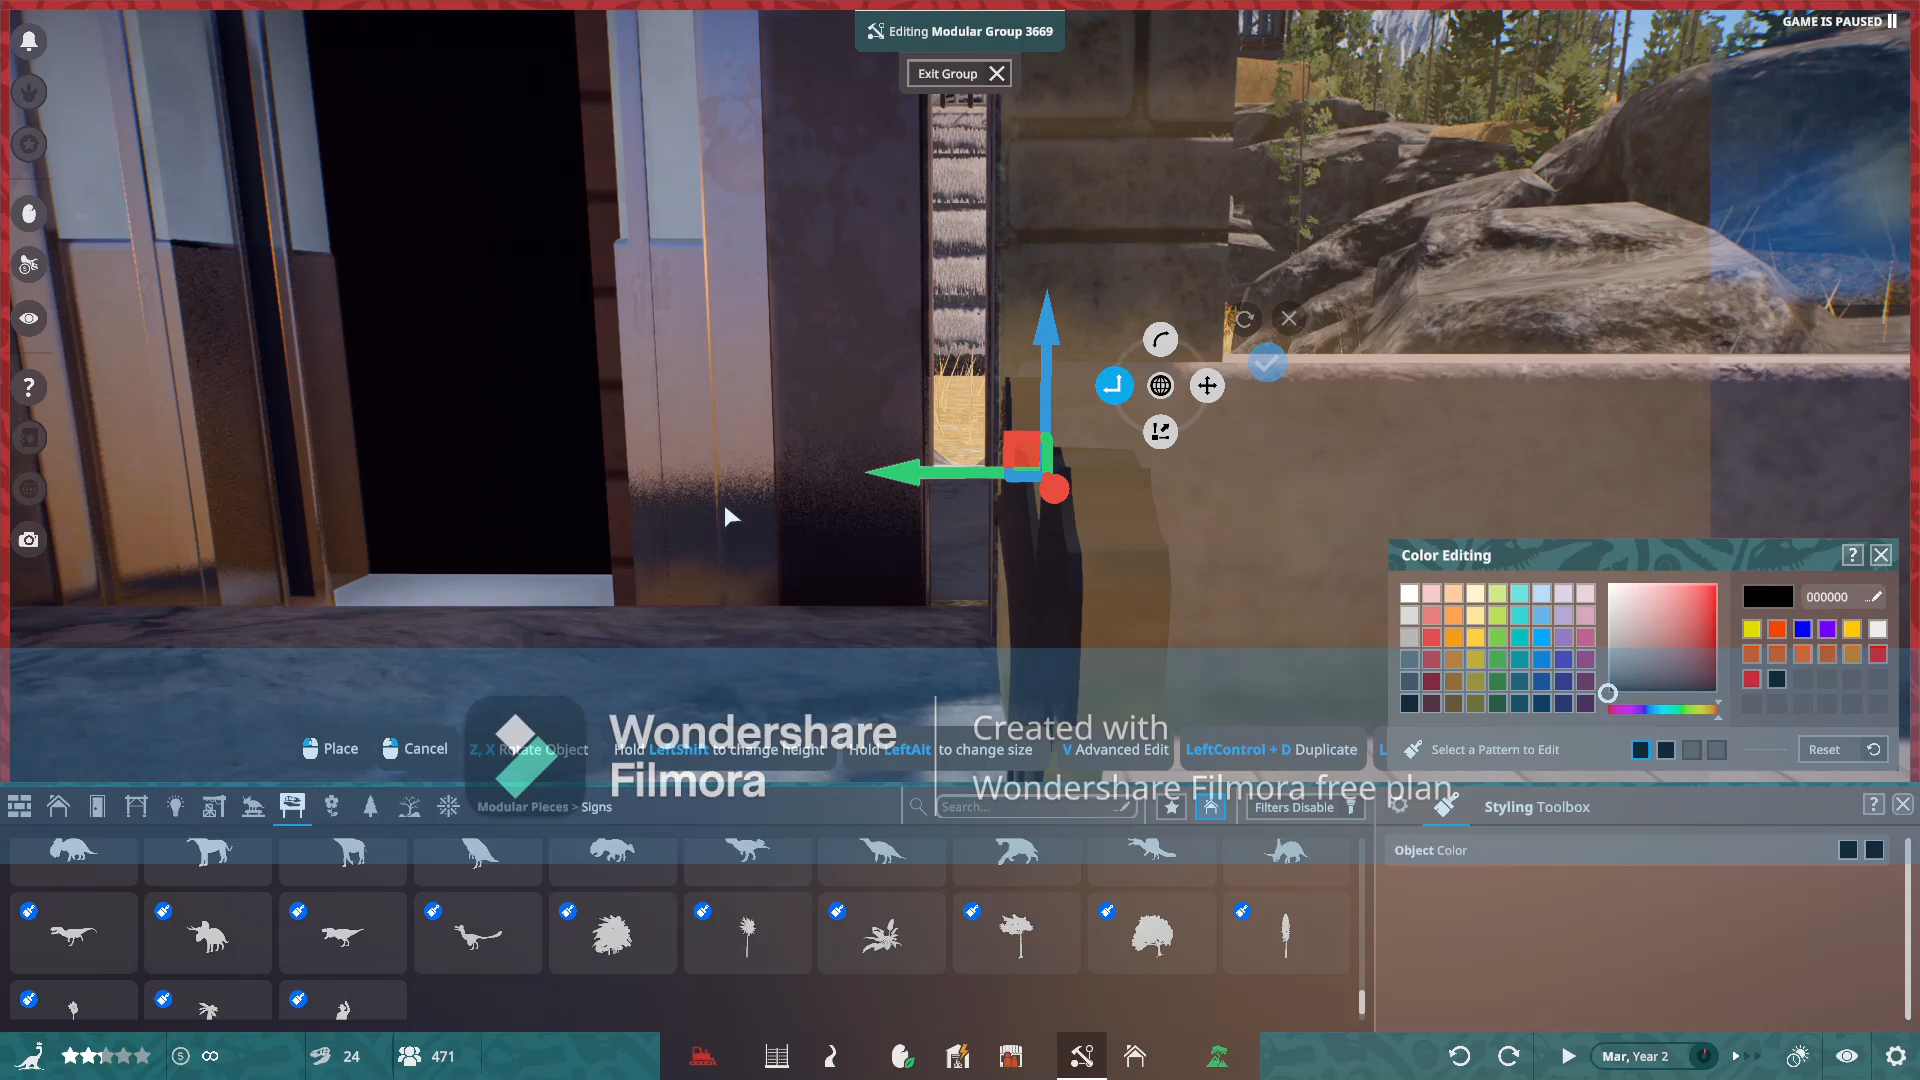 GAME IS PAUSED
Editing Modular Group 3669
Exit Group
Color Editing
?
000000
...
Place
Cancel
Z, X Rotate Object
Hold LeftShift to change height
Hold LeftAlt to change size
V Advanced Edit
LeftControl + D Duplicate
L
Select a Pattern to Edit
Reset
Wondershare
Filmora
Created with
Wondershare Filmora free plan
Modular Pieces > Signs
Search...
Filters Disable
Styling Toolbox
?
Object Color
?
24
471
Mar, Year 2